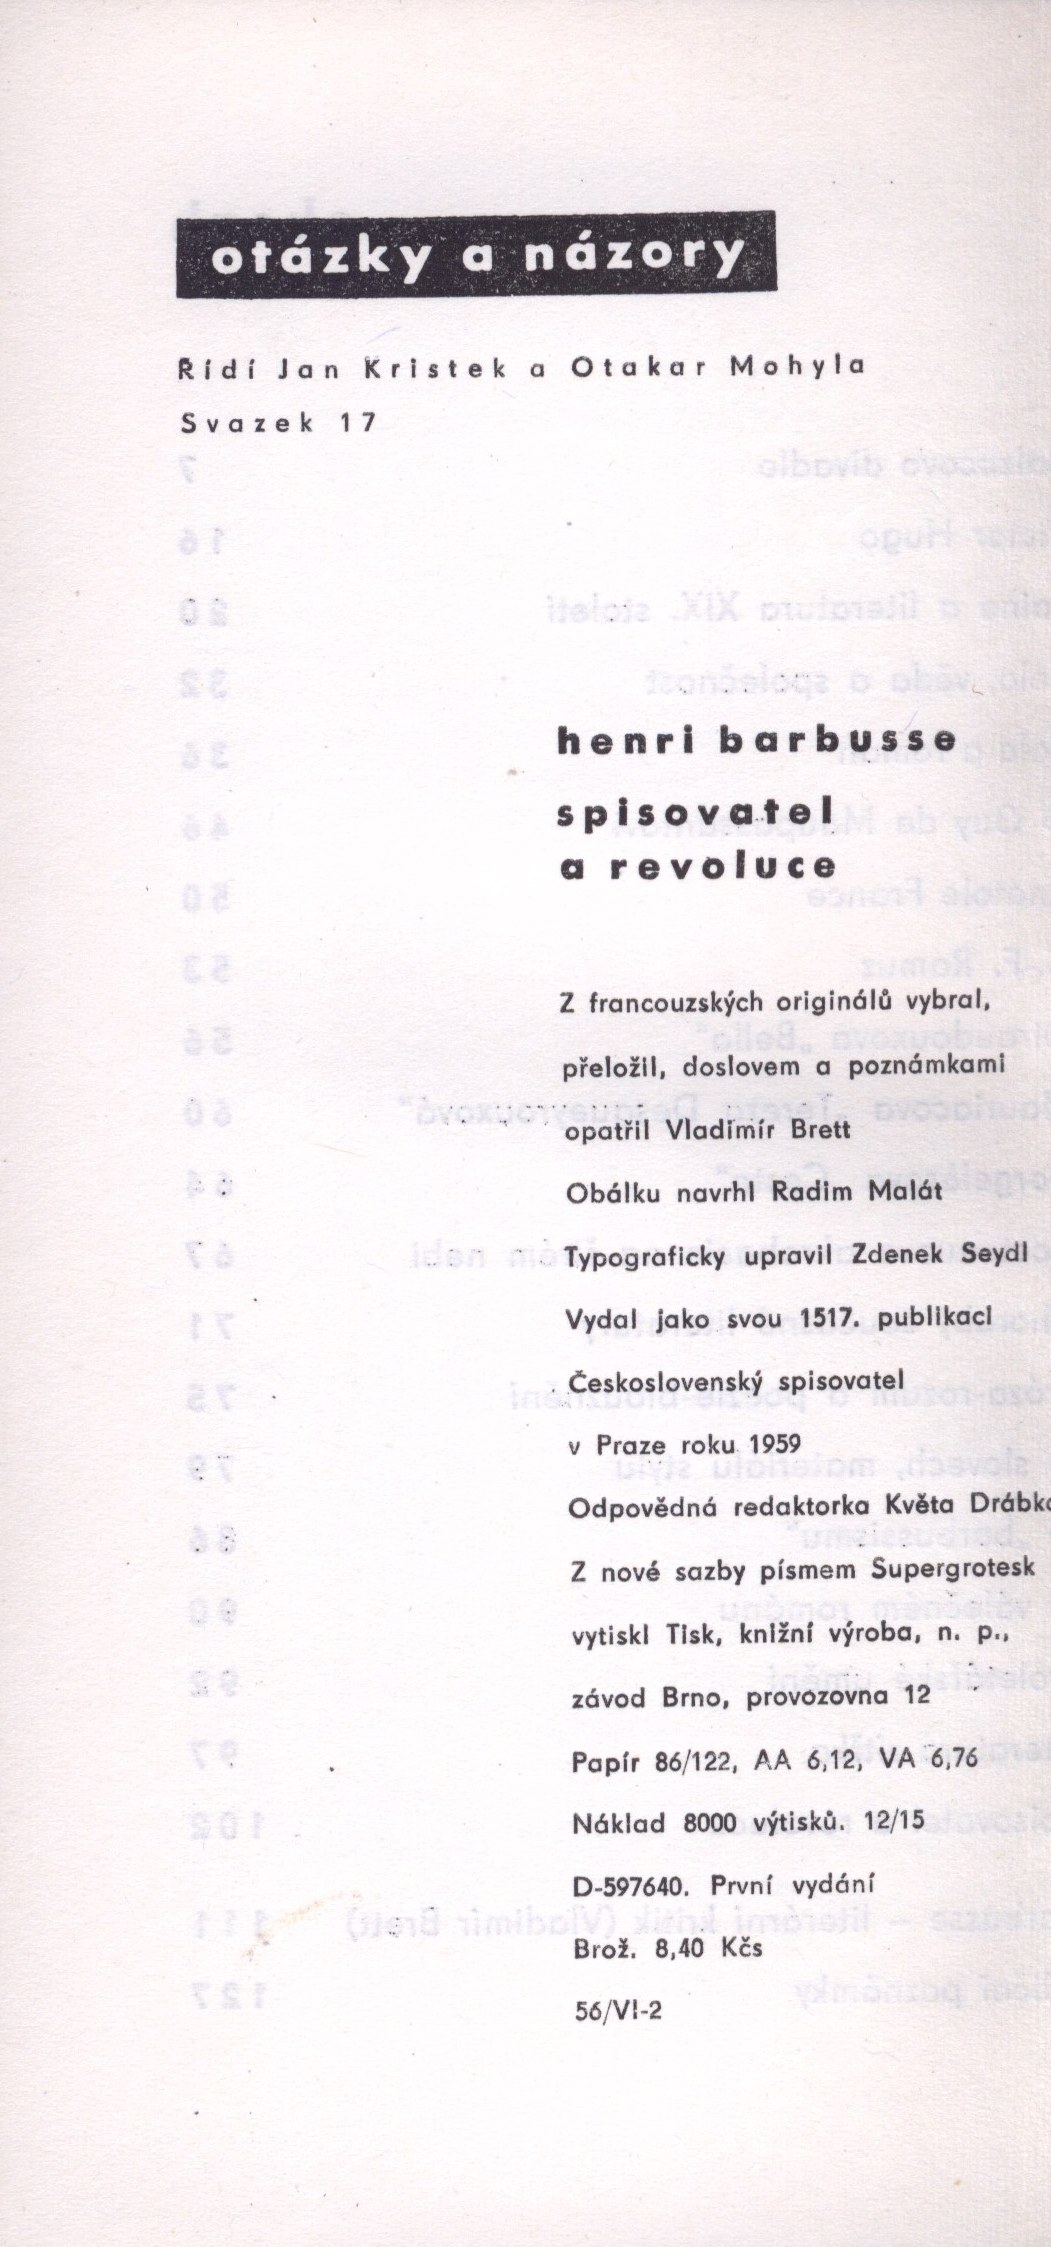 otázky a názory
Řídí Jan Kristek a Otakar Mohyla
Svazek 17
henri barbusse
spisovatel
a revoluce
Z francouzských originálů vybral,
přeložil, doslovem a poznámkami
opatřil Vladimír Brett
Obálku navrhl Radim Malát
Typograficky upravil Zdenek Seydl
Vydal jako svou 1517. publikaci
Československý spisovatel
v Praze roku 1959
Odpovědná redaktorka Květa
Z nové sazby písmem Supergrotesk
vytiskl Tisk, knižní výroba, n. p.,
závod Brno, provozovna 12
Papír 86/122, AA 6,12, VA 6,76
Náklad 8000 výtisků. 12/15
D-597640. První vydání
Brož. 8,40 Kčs
56/VI-2